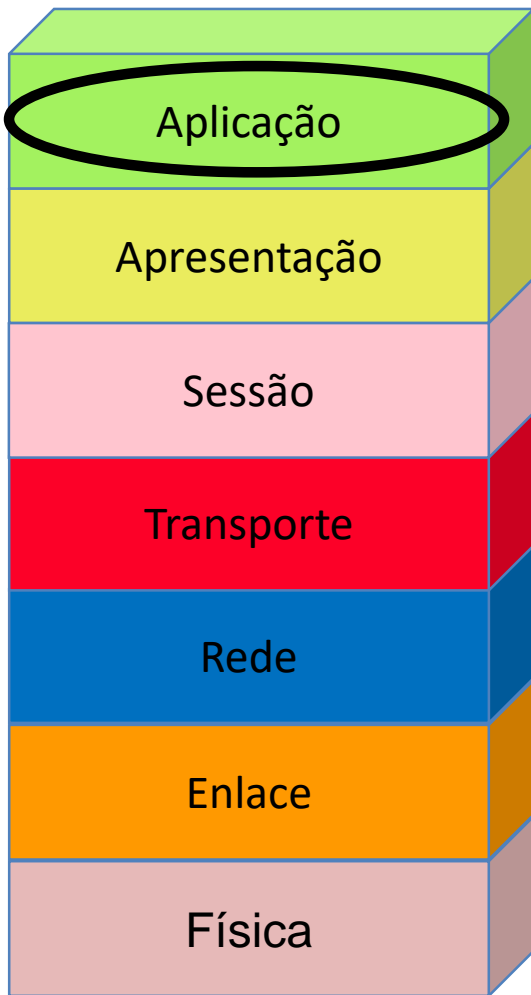 Aplicação
Apresentação
Sessão
Transporte
Rede
Enlace
Física